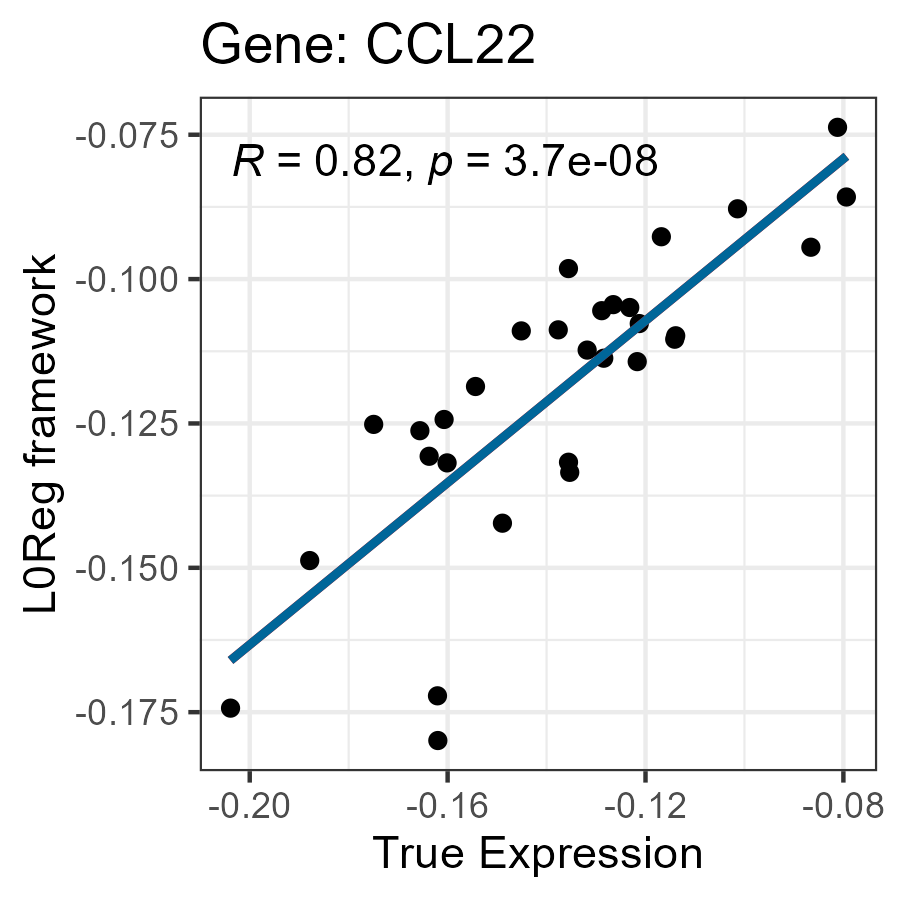 Gene: CCL22
R = 0.82, p = 3.7e-08
L0Reg framework
-0.075
-0.100
-0.125
-0.150
-0.175
-0.20
-0.16
-0.12
-0.08
True Expression